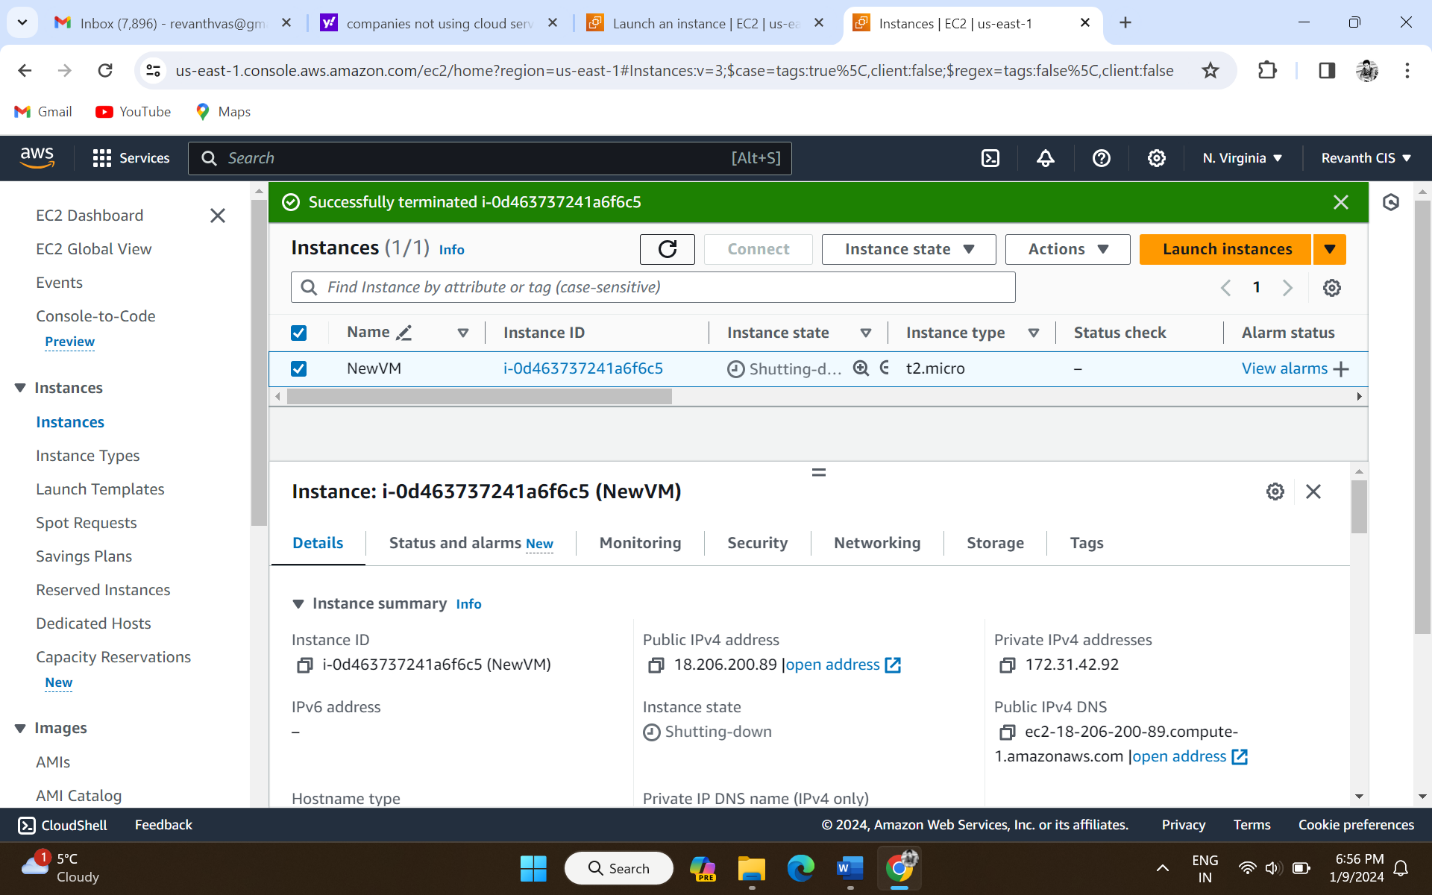 Inbox (7,896) - revanthvas@gm
companies not using cloud serv
Launch an instance | EC2 | us-ea
Instances | EC2 | us-east-1
us-east-1.console.aws.amazon.com/ec2/home?region=us-east-1#Instances:v=3;$case=tags:true%5C,client:false;$regex=tags:false%5C,client:false
Gmail YouTube Maps
aws Services Search [Alt+S] N. Virginia Revanth CIS
EC2 Dashboard
EC2 Global View
Events
Console-to-Code
Preview
Instances
Instances
Instance Types
Launch Templates
Spot Requests
Savings Plans
Reserved Instances
Dedicated Hosts
Capacity Reservations
New
Images
AMIs
AMI Catalog
Successfully terminated i-0d463737241a6f6c5
Instances (1/1) Info Connect Instance state Actions Launch instances
Find Instance by attribute or tag (case-sensitive) 1
Name Instance ID Instance state Instance type Status check Alarm status
NewVM i-0d463737241a6f6c5 Shutting-d... t2.micro – View alarms +
Instance: i-0d463737241a6f6c5 (NewVM)
Details Status and alarms New Monitoring Security Networking Storage Tags
Instance summary Info
Instance ID
i-0d463737241a6f6c5 (NewVM)
Public IPv4 address
18.206.200.89 |open address
Private IPv4 addresses
172.31.42.92
IPv6 address
–
Instance state
Shutting-down
Public IPv4 DNS
ec2-18-206-200-89.compute-
1.amazonaws.com |open address
Hostname type
Private IP DNS name (IPv4 only)
CloudShell Feedback © 2024, Amazon Web Services, Inc. or its affiliates. Privacy Terms Cookie preferences
1
5°C
Cloudy
Search
PRE
W
ENG
IN
6:56 PM
1/9/2024